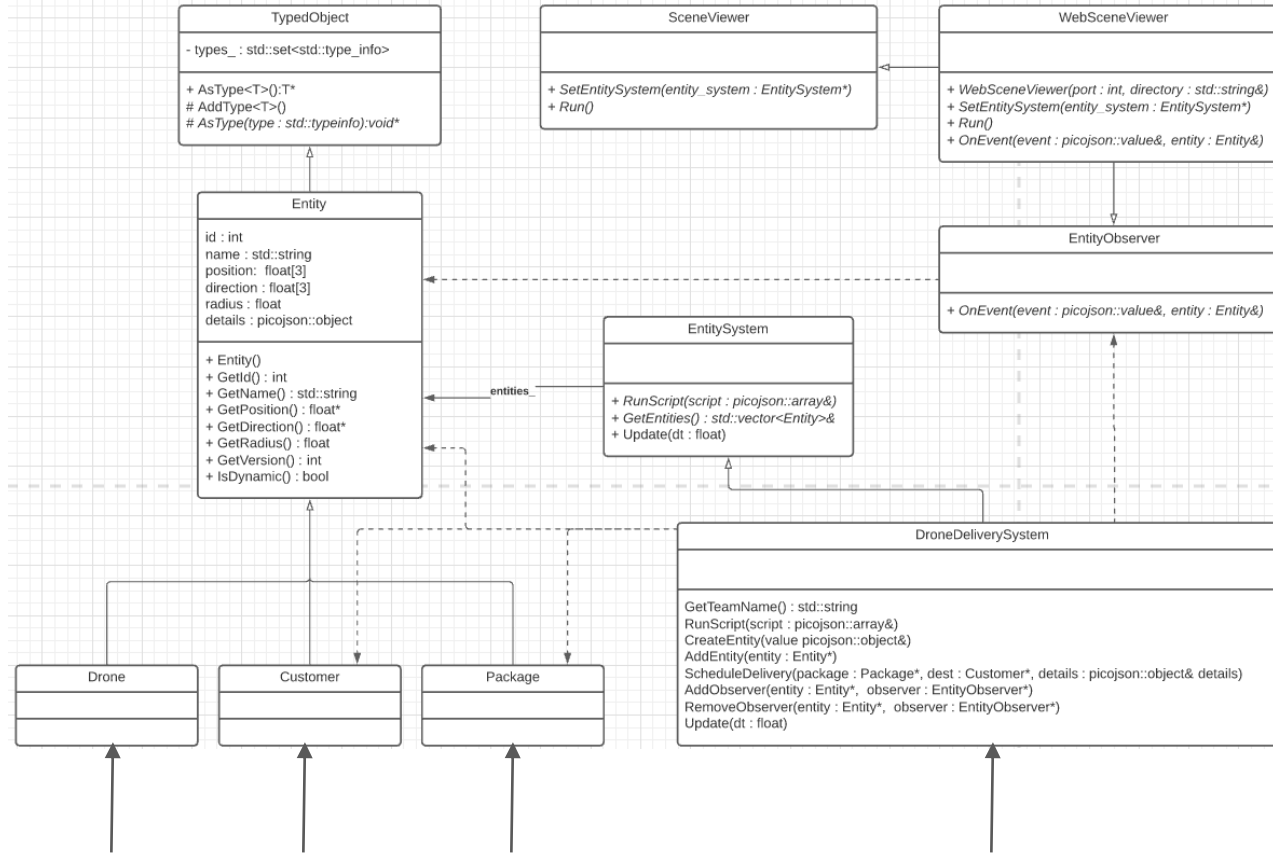 TypedObject
- types_ : std::set<std::type_info>
+ AsType<T>():T*
# AddType<T>()
# AsType(type : std::typeinfo):void*
SceneViewer
+ SetEntitySystem(entity_system : EntitySystem*)
+ Run()
WebSceneViewer
+ WebSceneViewer(port : int, directory : std::string&)
+ SetEntitySystem(entity_system : EntitySystem*)
+ Run()
+ OnEvent(event : picojson::value&, entity : Entity&)
Entity
id : int
name : std::string
position: float[3]
direction : float[3]
radius : float
details : picojson::object
+ Entity()
+ GetId() : int
+ GetName() : std::string
+ GetPosition() : float*
+ GetDirection() : float*
+ GetRadius() : float
+ GetVersion() : int
+ IsDynamic() : bool
EntityObserver
+ OnEvent(event : picojson::value&, entity : Entity&)
entities_
EntitySystem
+ RunScript(script : picojson::array&)
+ GetEntities() : std::vector<Entity>&
+ Update(dt : float)
DroneDeliverySystem
GetTeamName() : std::string
RunScript(script : picojson::array&)
CreateEntity(value picojson::object&)
AddEntity(entity : Entity*)
ScheduleDelivery(package : Package*, dest : Customer*, details : picojson::object& details)
AddObserver(entity : Entity*, observer : EntityObserver*)
RemoveObserver(entity : Entity*, observer : EntityObserver*)
Update(dt : float)
Drone
Customer
Package